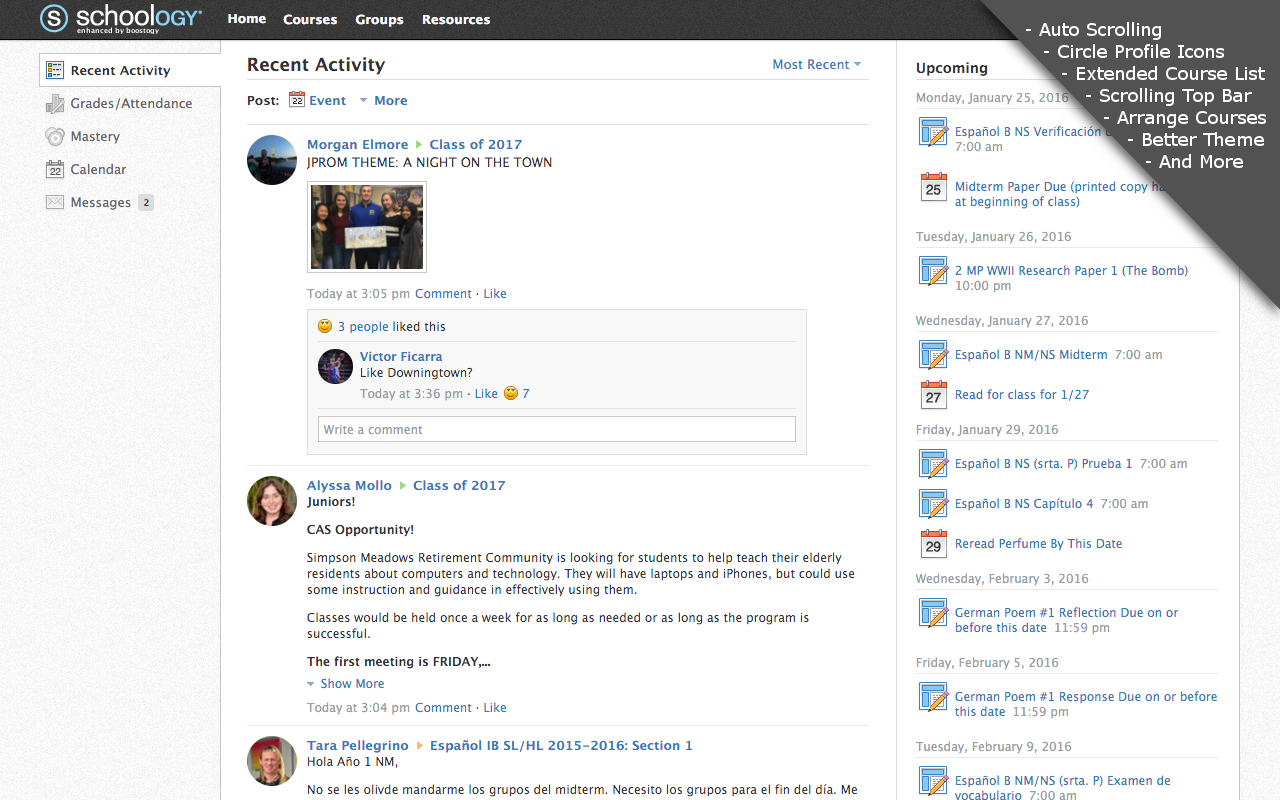 schoology
enhanced by boostogy
Home Courses Groups Resources
- Auto Scrolling
- Circle Profile Icons
- Extended Course List
- Scrolling Top Bar
- Arrange Courses
- Better Theme
- And More
Recent Activity
Grades/Attendance
22
Mastery
Calendar
Messages 2
Recent Activity
Most Recent
Post: 22 Event More
Morgan Elmore Class of 2017
JPROM THEME: A NIGHT ON THE TOWN
Today at 3:05 pm Comment · Like
3 people liked this
Victor Ficarra
Like Downingtown?
Today at 3:36 pm · Like 7
Write a comment
Alyssa Mollo Class of 2017
Juniors!
CAS Opportunity!
Simpson Meadows Retirement Community is looking for students to help teach their elderly
residents about computers and technology. They will have laptops and iPhones, but could use
some instruction and guidance in effectively using them.
Classes would be held once a week for as long as needed or as long as the program is
successful.
The first meeting is FRIDAY,...
Show More
Today at 3:04 pm Comment · Like
Tara Pellegrino Español IB SL/HL 2015-2016: Section 1
Hola Año 1 NM,
No se les olivde mandarme los grupos del midterm. Necesito los grupos para el fin del día. Me
Upcoming
Monday, January 25, 2016
Español B NS Verificación
7:00 am
25
Midterm Paper Due (printed copy
at beginning of class)
Tuesday, January 26, 2016
2 MP WWII Research Paper 1 (The Bomb)
10:00 pm
Wednesday, January 27, 2016
Español B NM/NS Midterm 7:00 am
27
Read for class for 1/27
Friday, January 29, 2016
Español B NS (srta. P) Prueba 1 7:00 am
Español B NS Capítulo 4 7:00 am
29
Reread Perfume By This Date
Wednesday, February 3, 2016
German Poem #1 Reflection Due on or
before this date 11:59 pm
Friday, February 5, 2016
German Poem #1 Response Due on or before
this date 11:59 pm
Tuesday, February 9, 2016
Español B NM/NS (srta. P) Examen de
vocabulario 7:00 am